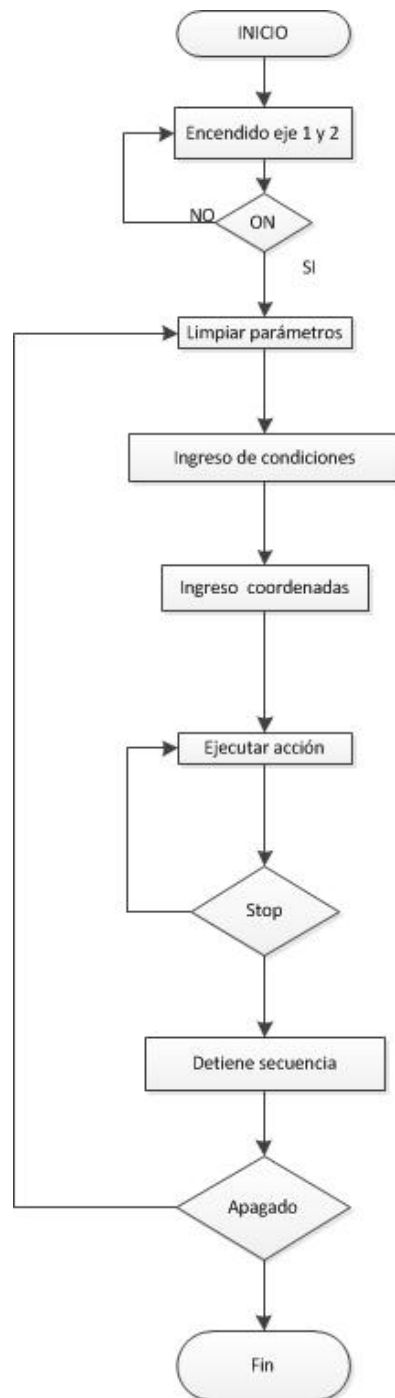 INICIO
Encendido eje 1 y 2
NO
ON
SI
Limpiar parámetros
Ingreso de condiciones
Ingreso coordenadas
Ejecutar acción
Stop
Detiene secuencia
Apagado
Fin